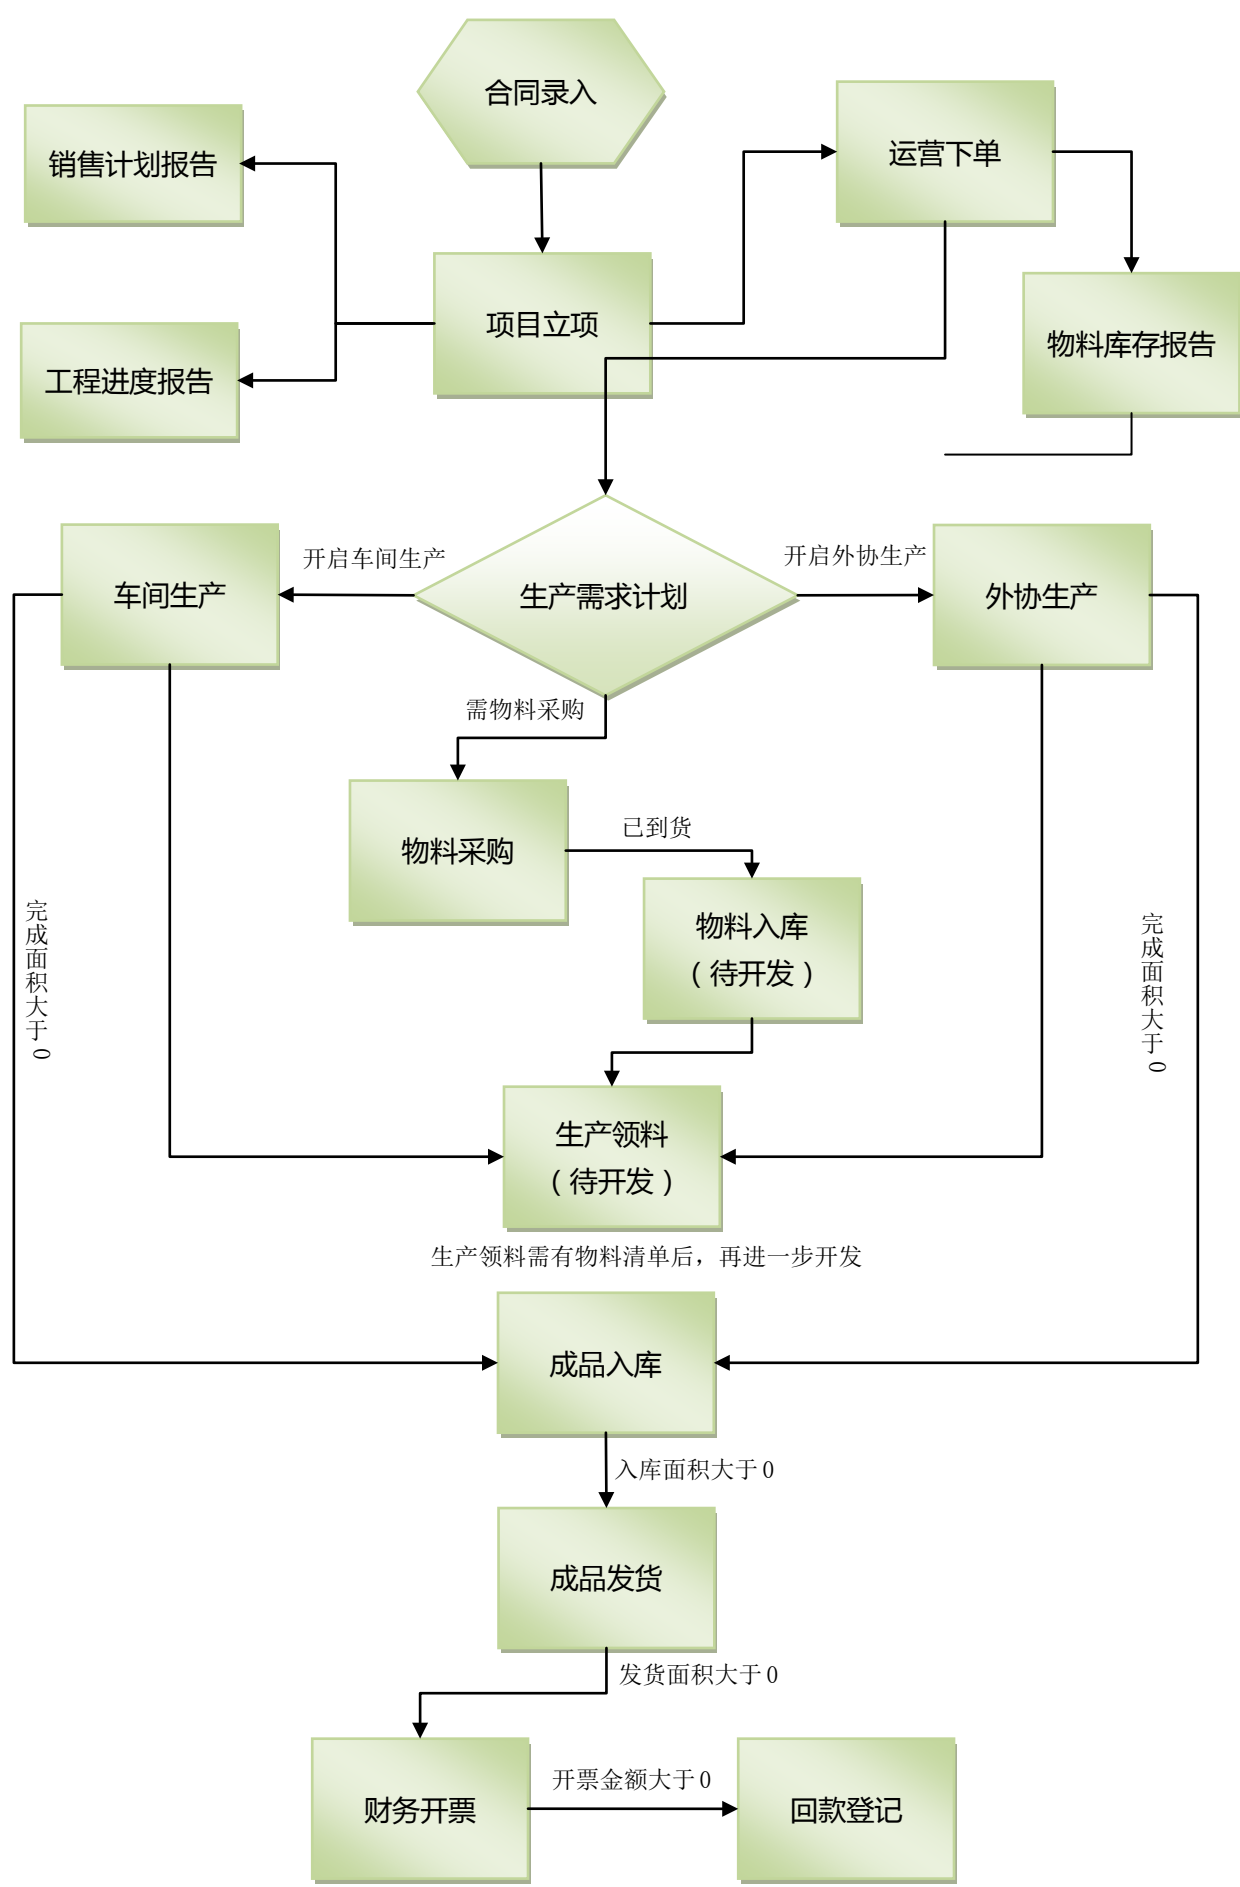 合同录入
销售计划报告
运营下单
项目立项
物料库存报告
工程进度报告
开启车间生产
开启外协生产
车间生产
生产需求计划
外协生产
需物料采购
物料采购
已到货
物料入库
（待开发）
完成面积大于0
完成面积大于0
生产领料
（待开发）
生产领料需有物料清单后，再进一步开发
成品入库
入库面积大于0
成品发货
发货面积大于0
财务开票
开票金额大于0
回款登记